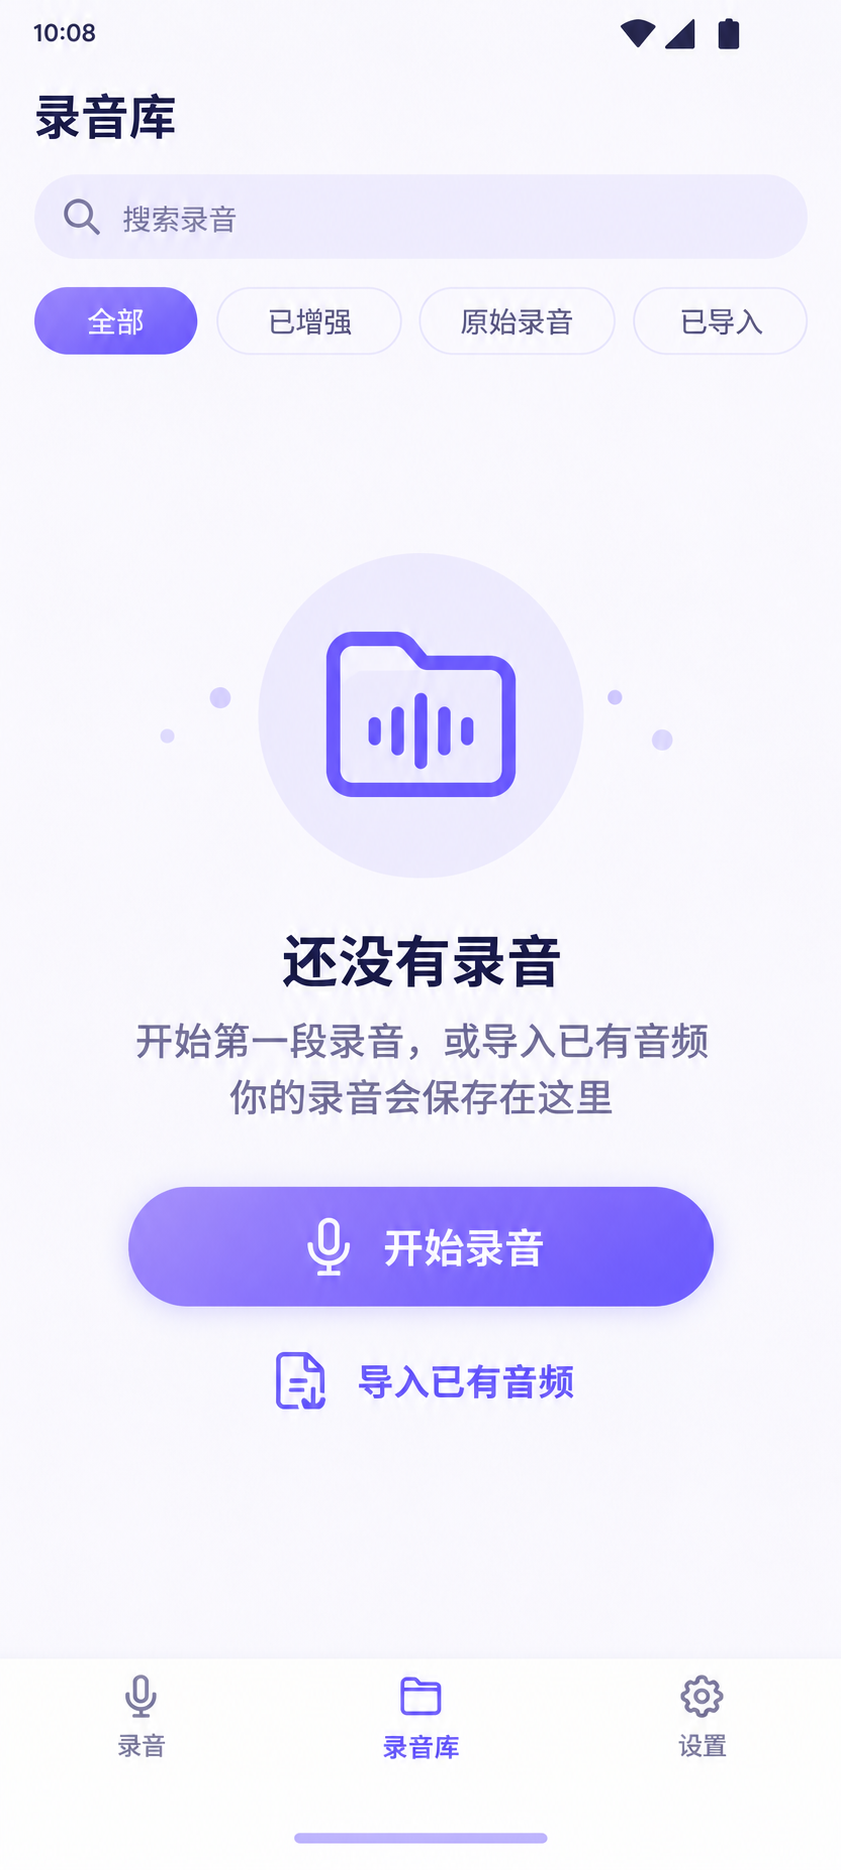 10:08
录音库
搜索录音
全部
已增强
原始录音
已导入
还没有录音
开始第一段录音，或导入已有音频
你的录音会保存在这里
开始录音
导入已有音频
录音
录音库
设置